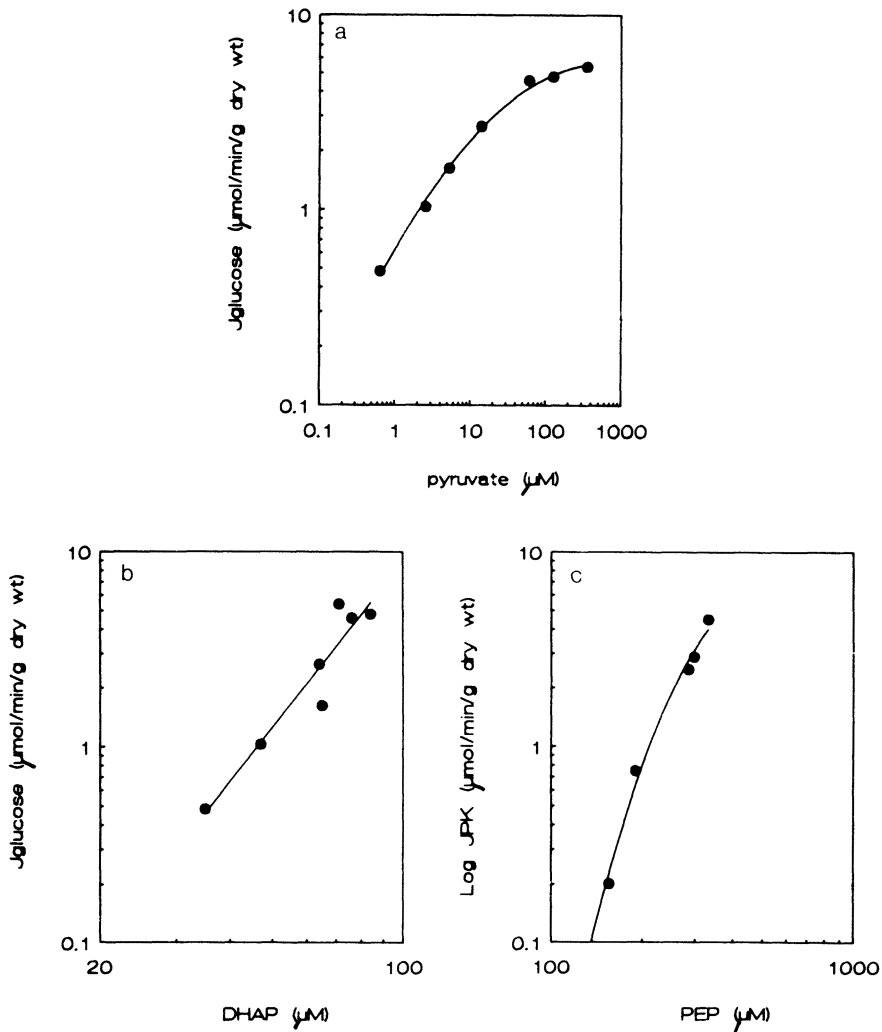 a
10
1
0.1
Jglucose (µmol/min/g dry wt)
0.1 1 10 100 1000
pyruvate (µM)
b
10
1
0.1
Jglucose (µmol/min/g dry wt)
20 100
DHAP (µM)
c
10
1
0.1
Log JPK (µmol/min/g dry wt)
100 1000
PEP (µM)